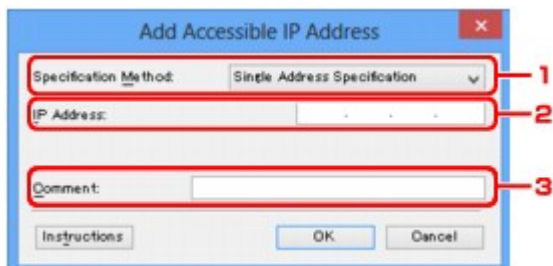 Add Accessible IP Address
Specification Method: Single Address Specification 1
IP Address: . . . 2
Comment: 3
Instructions OK Cancel